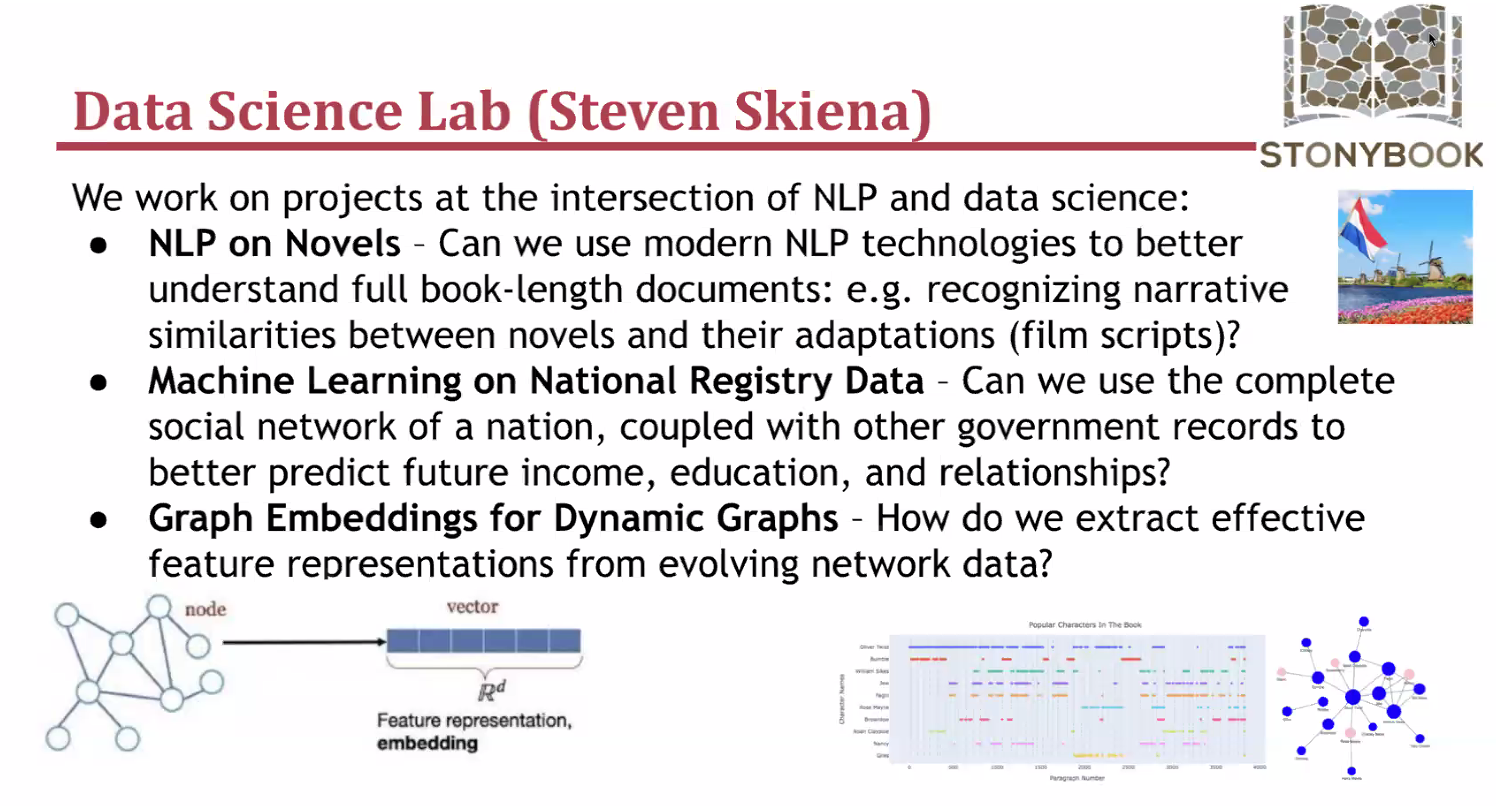 Data Science Lab (Steven Skiena)
STONYBOOK
We work on projects at the intersection of NLP and data science:
● NLP on Novels – Can we use modern NLP technologies to better
understand full book-length documents: e.g. recognizing narrative
similarities between novels and their adaptations (film scripts)?
● Machine Learning on National Registry Data – Can we use the complete
social network of a nation, coupled with other government records to
better predict future income, education, and relationships?
● Graph Embeddings for Dynamic Graphs – How do we extract effective
feature representations from evolving network data?
node
vector
ℝᵈ
Feature representation,
embedding
Popular Characters In The Book
Character Names
Oliver Twist
Bumble
William Sikes
Fagin
Rose Maylie
Brownlow
Noah Claypole
Nancy
Giles
0 500 1000 1500 2000 2500 3000 3500 4000
Paragraph Number